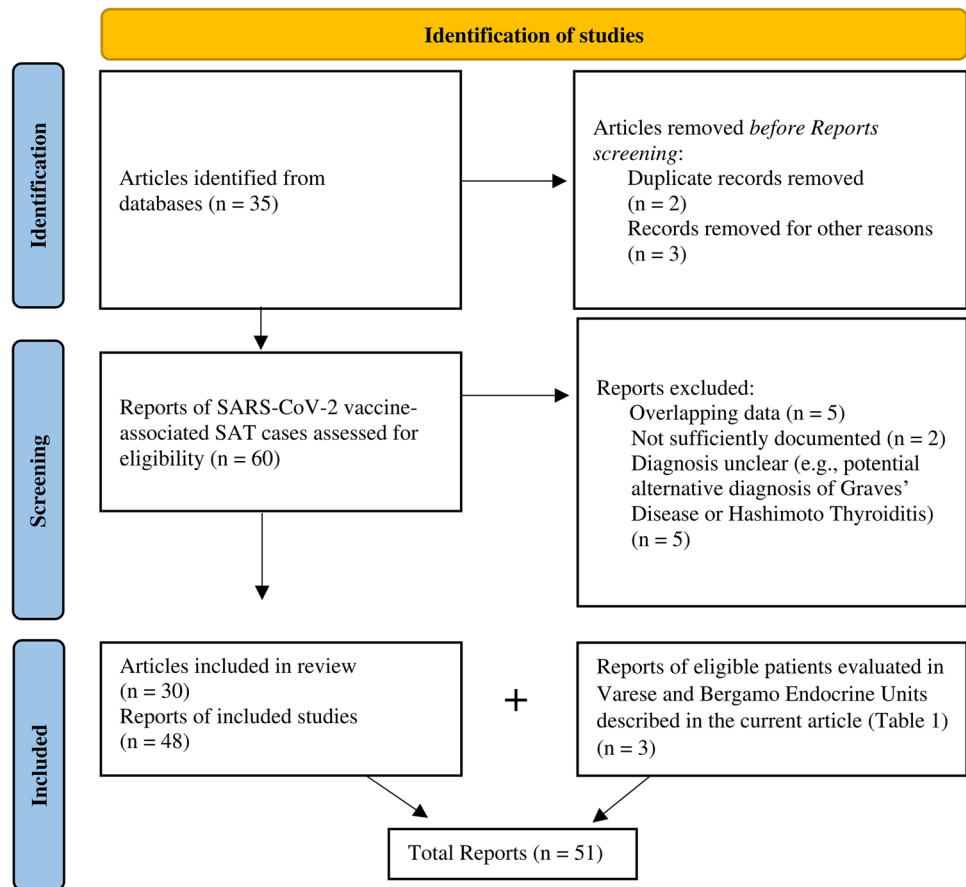 Identification of studies
Identification
Articles identified from
databases (n = 35)
Articles removed before Reports
screening:
Duplicate records removed
(n = 2)
Records removed for other reasons
(n = 3)
Screening
Reports of SARS-CoV-2 vaccine-
associated SAT cases assessed for
eligibility (n = 60)
Reports excluded:
Overlapping data (n = 5)
Not sufficiently documented (n = 2)
Diagnosis unclear (e.g., potential
alternative diagnosis of Graves’
Disease or Hashimoto Thyroiditis)
(n = 5)
Included
Articles included in review
(n = 30)
Reports of included studies
(n = 48)
+
Reports of eligible patients evaluated in
Varese and Bergamo Endocrine Units
described in the current article (Table 1)
(n = 3)
Total Reports (n = 51)